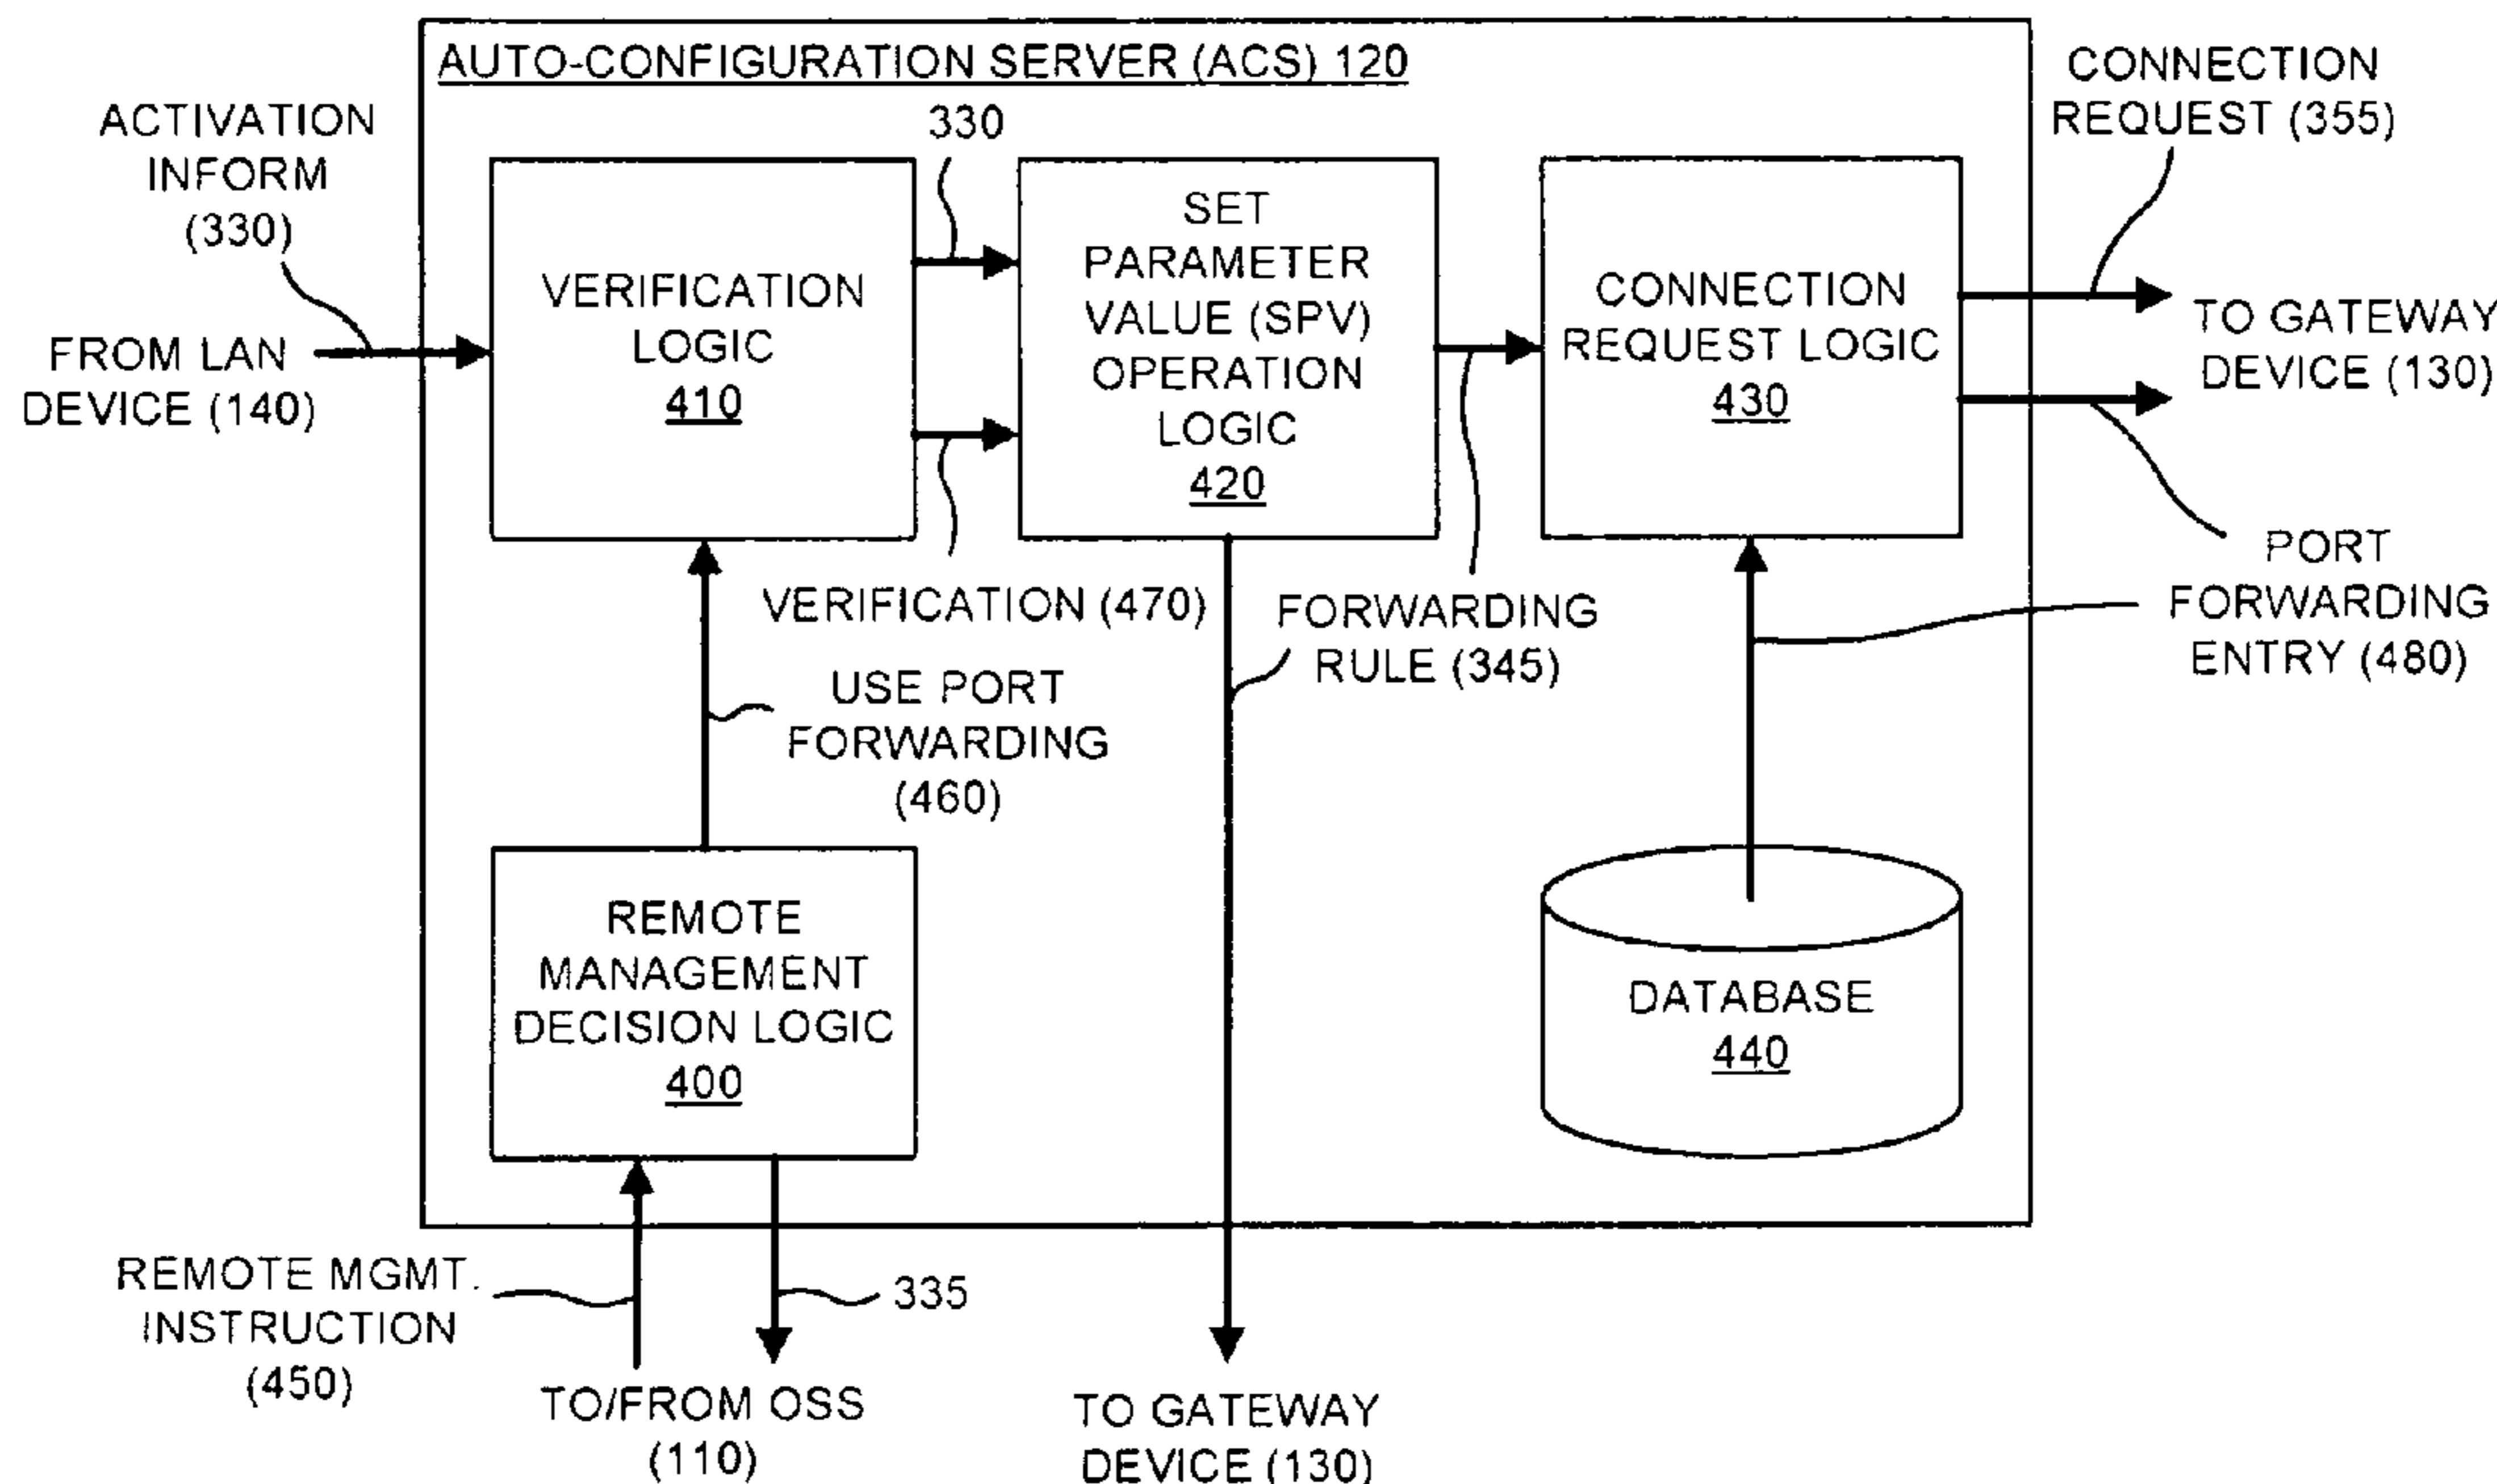 AUTO-CONFIGURATION SERVER (ACS) 120
ACTIVATION
INFORM
(330)
FROM LAN
DEVICE (140)
VERIFICATION
LOGIC
410
330
VERIFICATION (470)
SET
PARAMETER
VALUE (SPV)
OPERATION
LOGIC
420
CONNECTION
REQUEST LOGIC
430
CONNECTION
REQUEST (355)
TO GATEWAY
DEVICE (130)
PORT
FORWARDING
ENTRY (480)
FORWARDING
RULE (345)
USE PORT
FORWARDING
(460)
REMOTE
MANAGEMENT
DECISION LOGIC
400
DATABASE
440
REMOTE MGMT.
INSTRUCTION
(450)
335
TO/FROM OSS
(110)
TO GATEWAY
DEVICE (130)